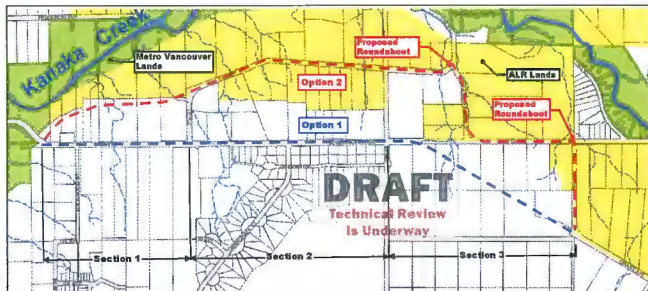 Kanaka Creek
Metro Vancouver
Lands
Proposed
Roundabout
ALR Lands
Option 2
Proposed
Roundabout
Option 1
DRAFT
Technical Review
is Underway
Section 1
Section 2
Section 3